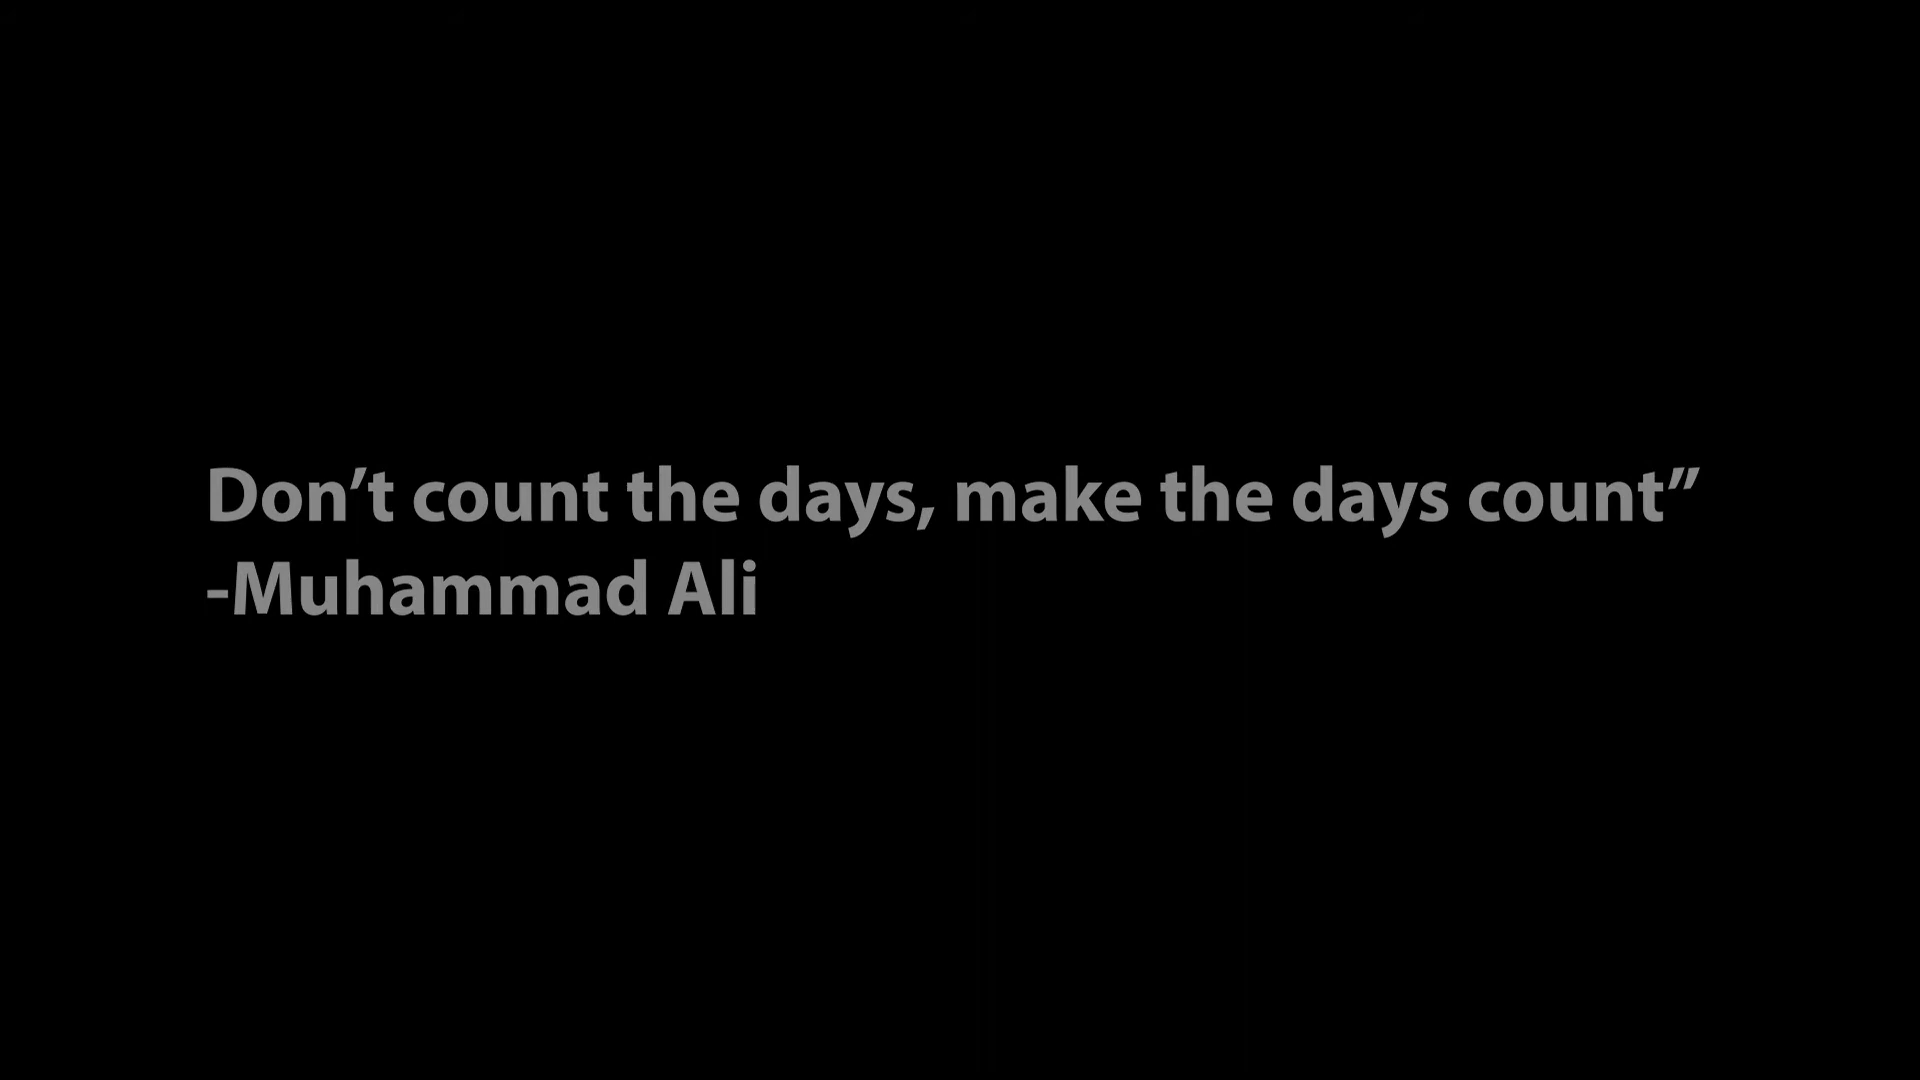 Don’t count the days, make the days count”
-Muhammad Ali